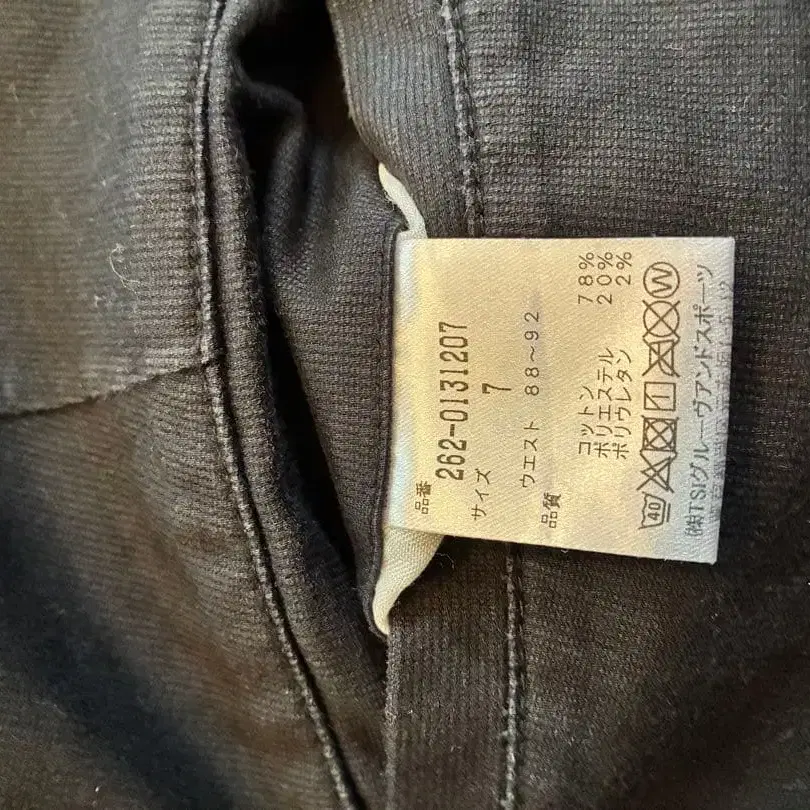 品番
262-0131207
サイズ 7
ウエスト 88~92
品質
コットン 78%
ポリエステル 20%
ポリウレタン 2%
40 W
㈱TSIグルーヴアンドスポーツ